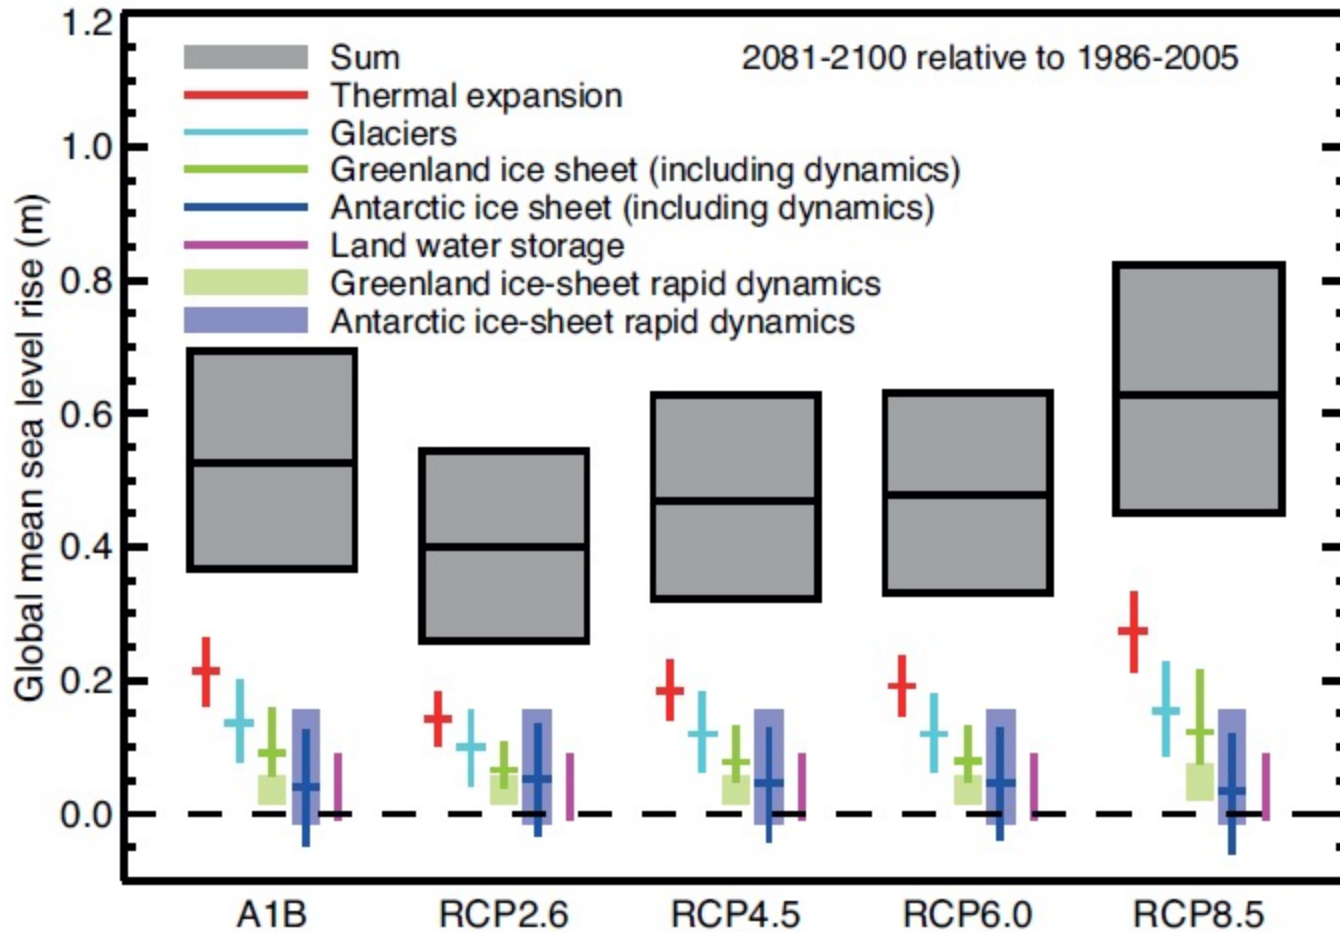 1.2
1.0
0.8
0.6
0.4
0.2
0.0
Global mean sea level rise (m)
2081-2100 relative to 1986-2005
Sum
Thermal expansion
Glaciers
Greenland ice sheet (including dynamics)
Antarctic ice sheet (including dynamics)
Land water storage
Greenland ice-sheet rapid dynamics
Antarctic ice-sheet rapid dynamics
A1B RCP2.6 RCP4.5 RCP6.0 RCP8.5